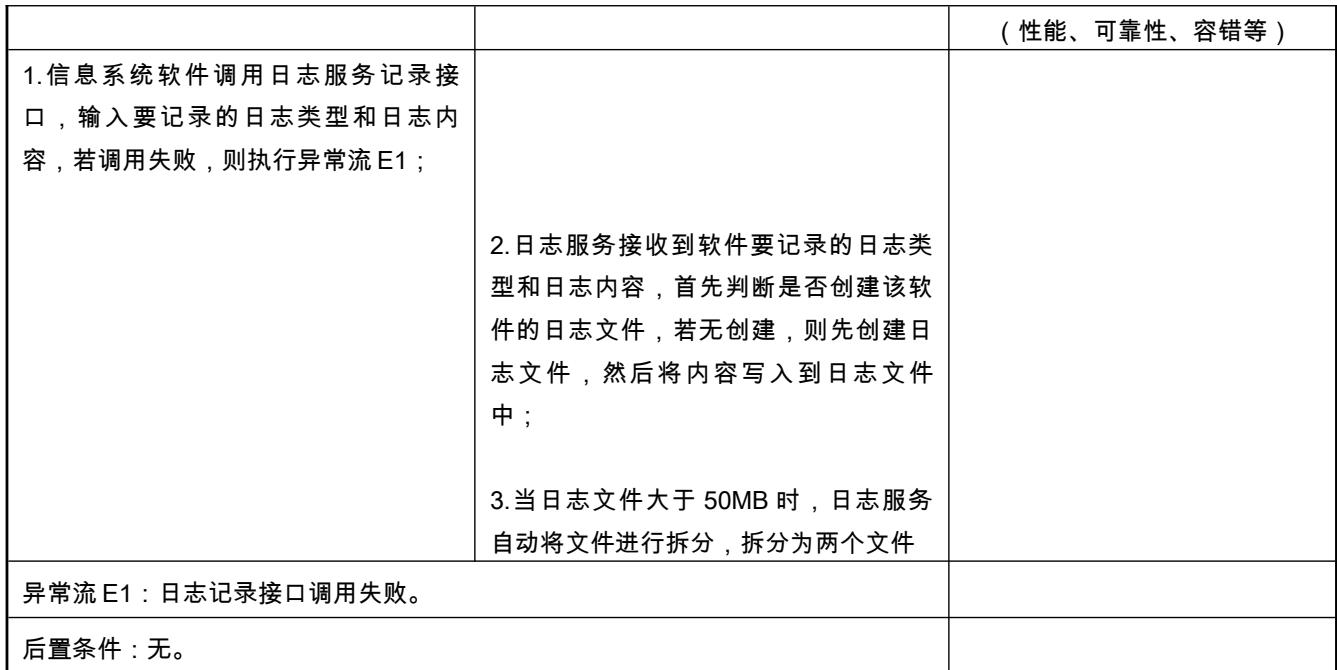 （性能、可靠性、容错等）
1.信息系统软件调用日志服务记录接
口，输入要记录的日志类型和日志内
容，若调用失败，则执行异常流 E1；
2.日志服务接收到软件要记录的日志类
型和日志内容，首先判断是否创建该软
件的日志文件，若无创建，则先创建日
志文件，然后将内容写入到日志文件
中；
3.当日志文件大于 50MB 时，日志服务
自动将文件进行拆分，拆分为两个文件
异常流 E1：日志记录接口调用失败。
后置条件：无。